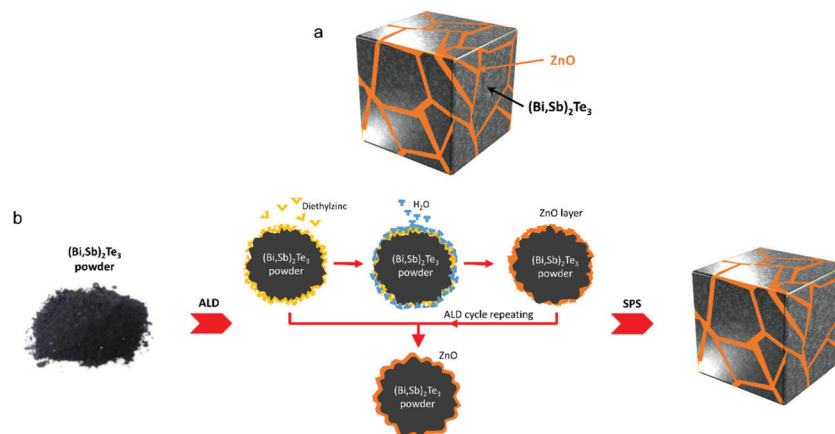 a
ZnO
(Bi,Sb)₂Te₃
b
(Bi,Sb)₂Te₃
powder
ALD
Diethylzinc
H₂O
ZnO layer
(Bi,Sb)₂Te₃
powder
(Bi,Sb)₂Te₃
powder
(Bi,Sb)₂Te₃
powder
ALD cycle repeating
ZnO
(Bi,Sb)₂Te₃
powder
SPS